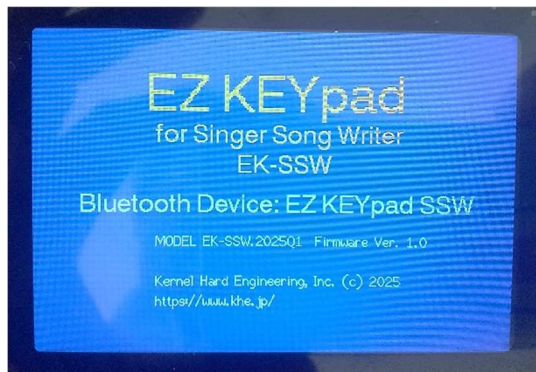 EZ KEYpad
for Singer Song Writer
EK-SSW
Bluetooth Device: EZ KEYpad SSW
MODEL EK-SSW.2025Q1 Firmware Ver. 1.0
Kernel Hard Engineering, Inc. (c) 2025
https://www.khe.jp/